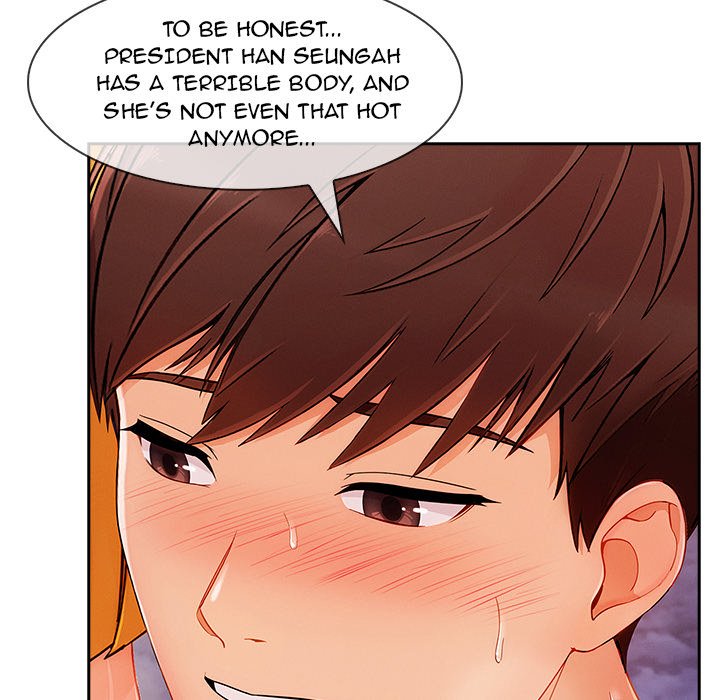 TO BE HONEST...
PRESIDENT HAN SEUNGAH
HAS A TERRIBLE BODY, AND
SHE'S NOT EVEN THAT HOT
ANYMORE...